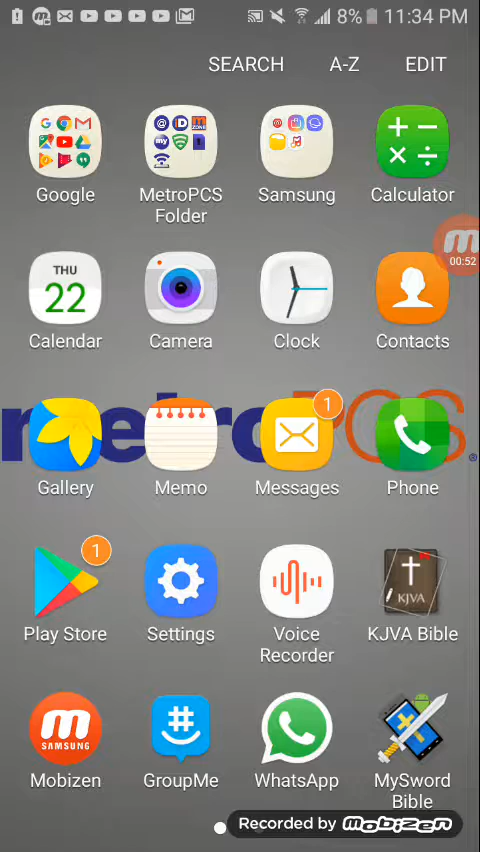 8% 11:34 PM
SEARCH A-Z EDIT
Google MetroPCS Folder Samsung Calculator
00:52
THU
22
Calendar Camera Clock Contacts
metroPCS.
1
Gallery Memo Messages Phone
1
KJVA
Play Store Settings Voice Recorder KJVA Bible
SAMSUNG
Mobizen GroupMe WhatsApp MySword Bible
Recorded by mobizen